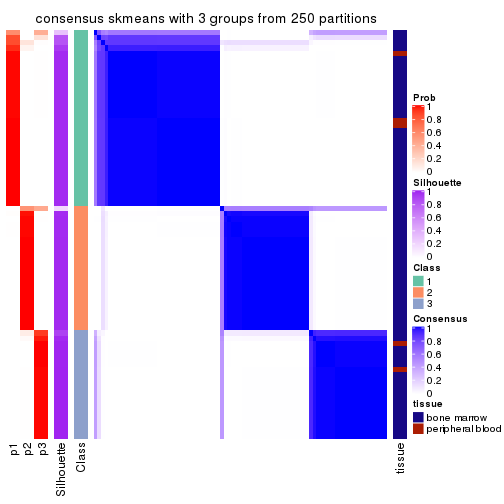 consensus skmeans with 3 groups from 250 partitions
Prob
1
0.8
0.6
0.4
0.2
0
Silhouette
1
0.8
0.6
0.4
0.2
0
Class
1
2
3
Consensus
1
0.8
0.6
0.4
0.2
0
tissue
bone marrow
peripheral blood
p1
p2
p3
Silhouette
Class
tissue